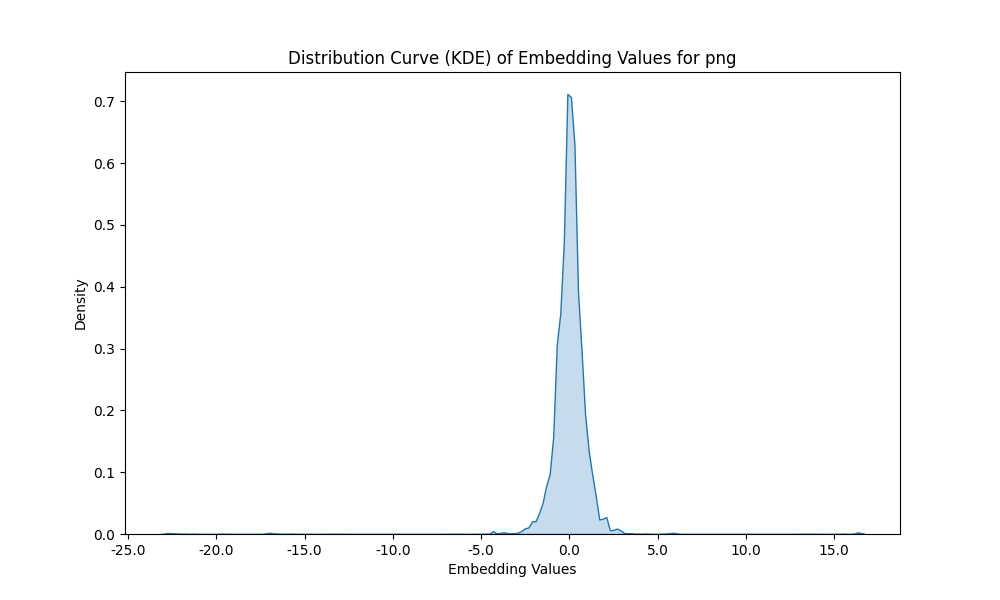 Distribution Curve (KDE) of Embedding Values for png
0.7
0.6
0.5
0.4
0.3
0.2
0.1
0.0
Density
-25.0 -20.0 -15.0 -10.0 -5.0 0.0 5.0 10.0 15.0
Embedding Values